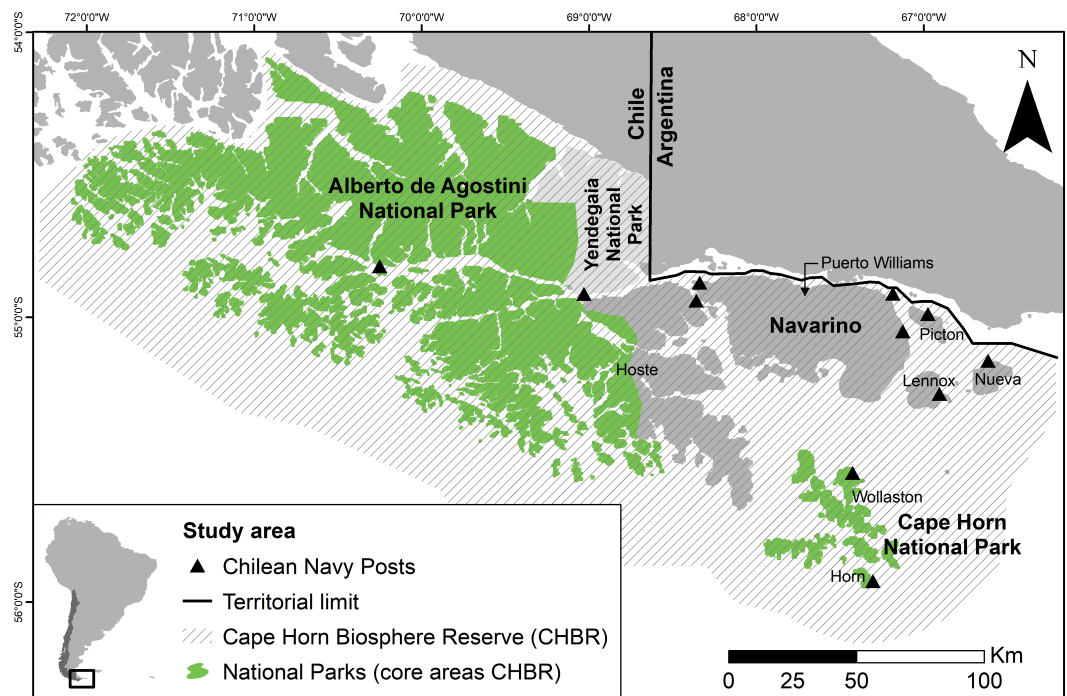 72°0'0"W
71°0'0"W
70°0'0"W
69°0'0"W
68°0'0"W
67°0'0"W
54°0'0"S
55°0'0"S
56°0'0"S
N
Chile
Argentina
Alberto de Agostini
National Park
Yendegaia
National
Park
Puerto Williams
Navarino
Picton
Hoste
Lennox
Nueva
Wollaston
Cape Horn
National Park
Horn
Study area
Chilean Navy Posts
Territorial limit
Cape Horn Biosphere Reserve (CHBR)
National Parks (core areas CHBR)
Km
0 25 50 100